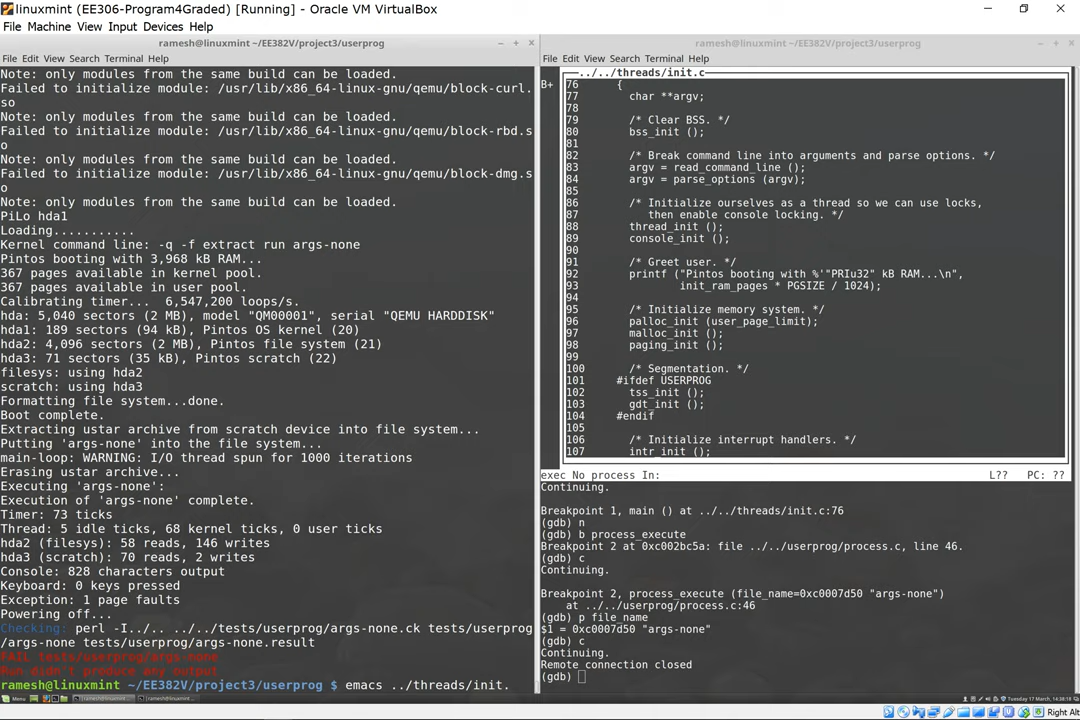 linuxmint (EE306-Program4Graded) [Running] - Oracle VM VirtualBox
File Machine View Input Devices Help
ramesh@linuxmint ~/EE382V/project3/userprog
File Edit View Search Terminal Help
Note: only modules from the same build can be loaded.
Failed to initialize module: /usr/lib/x86_64-linux-gnu/qemu/block-curl.
so
Note: only modules from the same build can be loaded.
Failed to initialize module: /usr/lib/x86_64-linux-gnu/qemu/block-rbd.s
o
Note: only modules from the same build can be loaded.
Failed to initialize module: /usr/lib/x86_64-linux-gnu/qemu/block-dmg.s
o
Note: only modules from the same build can be loaded.
PiLo hda1
Loading...........
Kernel command line: -q -f extract run args-none
Pintos booting with 3,968 kB RAM...
367 pages available in kernel pool.
367 pages available in user pool.
Calibrating timer...  6,547,200 loops/s.
hda: 5,040 sectors (2 MB), model "QM00001", serial "QEMU HARDDISK"
hda1: 189 sectors (94 kB), Pintos OS kernel (20)
hda2: 4,096 sectors (2 MB), Pintos file system (21)
hda3: 71 sectors (35 kB), Pintos scratch (22)
filesys: using hda2
scratch: using hda3
Formatting file system...done.
Boot complete.
Extracting ustar archive from scratch device into file system...
Putting 'args-none' into the file system...
main-loop: WARNING: I/O thread spun for 1000 iterations
Erasing ustar archive...
Executing 'args-none':
Execution of 'args-none' complete.
Timer: 73 ticks
Thread: 5 idle ticks, 68 kernel ticks, 0 user ticks
hda2 (filesys): 58 reads, 146 writes
hda3 (scratch): 70 reads, 2 writes
Console: 828 characters output
Keyboard: 0 keys pressed
Exception: 1 page faults
Powering off...
Checking: perl -I../.. ../../tests/userprog/args-none.ck tests/userprog
/args-none tests/userprog/args-none.result
FAIL tests/userprog/args-none
Run didn't produce any output
ramesh@linuxmint ~/EE382V/project3/userprog $ emacs ../threads/init.
ramesh@linuxmint ~/EE382V/project3/userprog
File Edit View Search Terminal Help
../../threads/init.c
B+ 76 {
77 char **argv;
78
79 /* Clear BSS. */
80 bss_init ();
81
82 /* Break command line into arguments and parse options. */
83 argv = read_command_line ();
84 argv = parse_options (argv);
85
86 /* Initialize ourselves as a thread so we can use locks,
87 then enable console locking. */
88 thread_init ();
89 console_init ();
90
91 /* Greet user. */
92 printf ("Pintos booting with %'"PRIu32" kB RAM...\n",
93 init_ram_pages * PGSIZE / 1024);
94
95 /* Initialize memory system. */
96 palloc_init (user_page_limit);
97 malloc_init ();
98 paging_init ();
99
100 /* Segmentation. */
101 #ifdef USERPROG
102 tss_init ();
103 gdt_init ();
104 #endif
105
106 /* Initialize interrupt handlers. */
107 intr_init ();
exec No process In: L?? PC: ??
Continuing.
Breakpoint 1, main () at ../../threads/init.c:76
(gdb) n
(gdb) b process_execute
Breakpoint 2 at 0xc002bc5a: file ../../userprog/process.c, line 46.
(gdb) c
Continuing.
Breakpoint 2, process_execute (file_name=0xc0007d50 "args-none")
at ../../userprog/process.c:46
(gdb) p file_name
$1 = 0xc0007d50 "args-none"
(gdb) c
Continuing.
Remote connection closed
(gdb)
Menu
Tuesday 17 March, 14:38:18
Right Alt